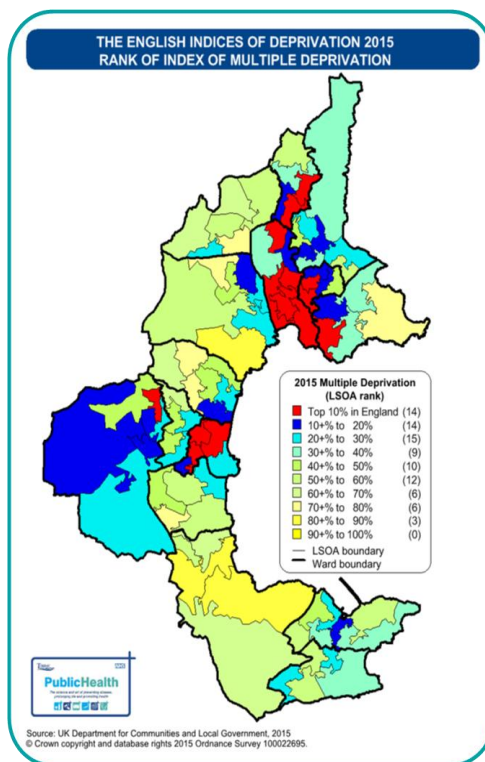 THE ENGLISH INDICES OF DEPRIVATION 2015
RANK OF INDEX OF MULTIPLE DEPRIVATION
2015 Multiple Deprivation
(LSOA rank)
Top 10% in England (14)
10+% to 20% (14)
20+% to 30% (15)
30+% to 40% (9)
40+% to 50% (10)
50+% to 60% (12)
60+% to 70% (6)
70+% to 80% (6)
80+% to 90% (3)
90+% to 100% (0)
LSOA boundary
Ward boundary
NHS
PublicHealth
Source: UK Department for Communities and Local Government, 2015
© Crown copyright and database rights 2015 Ordnance Survey 100022695.